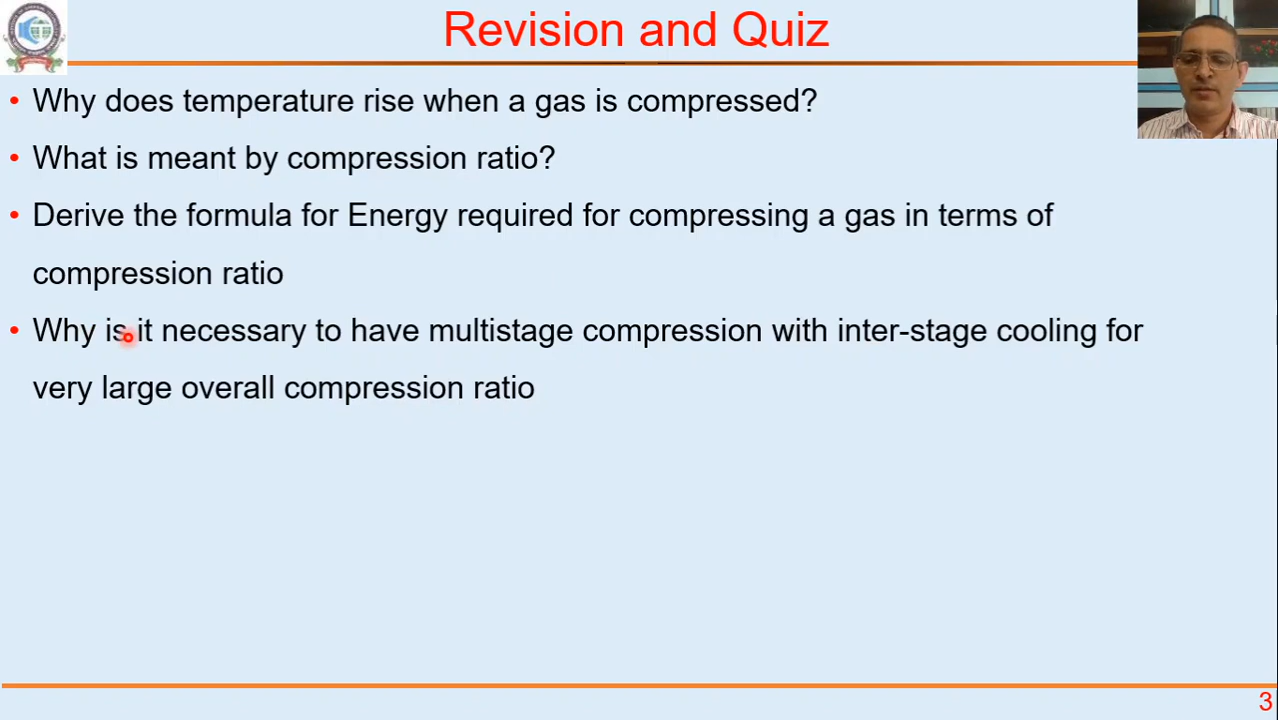 Revision and Quiz
• Why does temperature rise when a gas is compressed?
• What is meant by compression ratio?
• Derive the formula for Energy required for compressing a gas in terms of
compression ratio
• Why is it necessary to have multistage compression with inter-stage cooling for
very large overall compression ratio
3